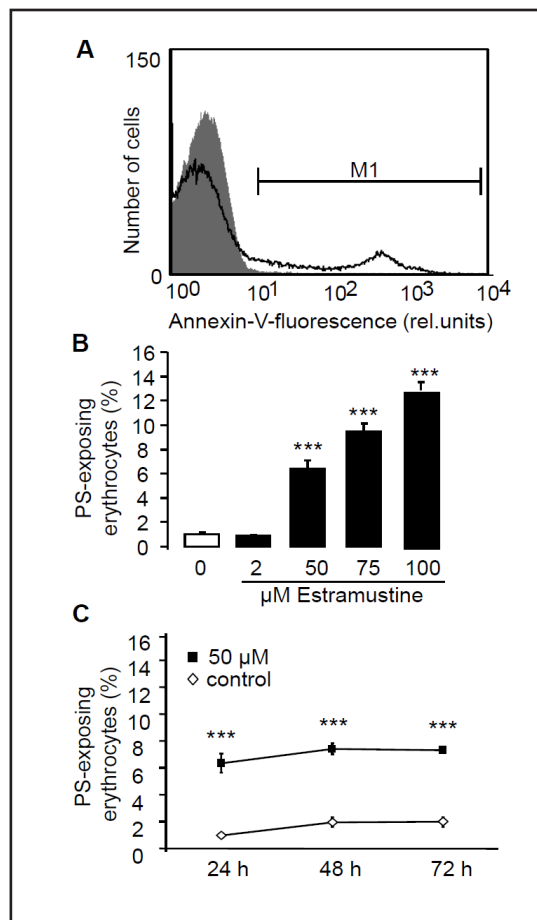 A
150
Number of cells
M1
0
10⁰ 10¹ 10² 10³ 10⁴
Annexin-V-fluorescence (rel.units)
B
PS-exposing
erythrocytes (%)
16
14
12
10
8
6
4
2
0
***
***
***
0 2 50 75 100
µM Estramustine
C
PS-exposing
erythrocytes (%)
16
14
12
10
8
6
4
2
0
50 µM
control
*** *** ***
24 h 48 h 72 h